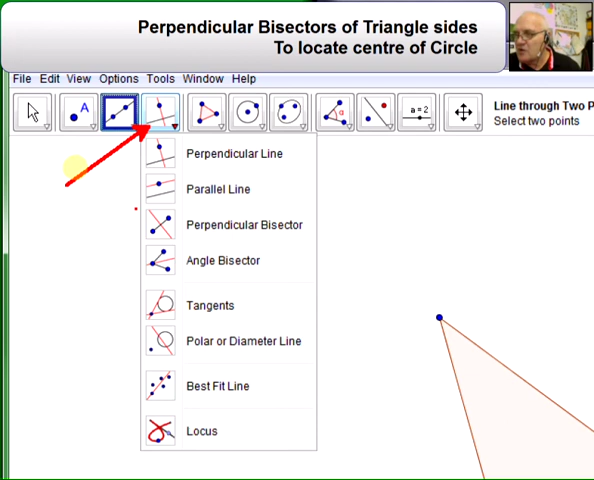 Perpendicular Bisectors of Triangle sides
To locate centre of Circle
File Edit View Options Tools Window Help
A
α
a = 2
Line through Two P
Select two points
Perpendicular Line
Parallel Line
Perpendicular Bisector
Angle Bisector
Tangents
Polar or Diameter Line
Best Fit Line
Locus